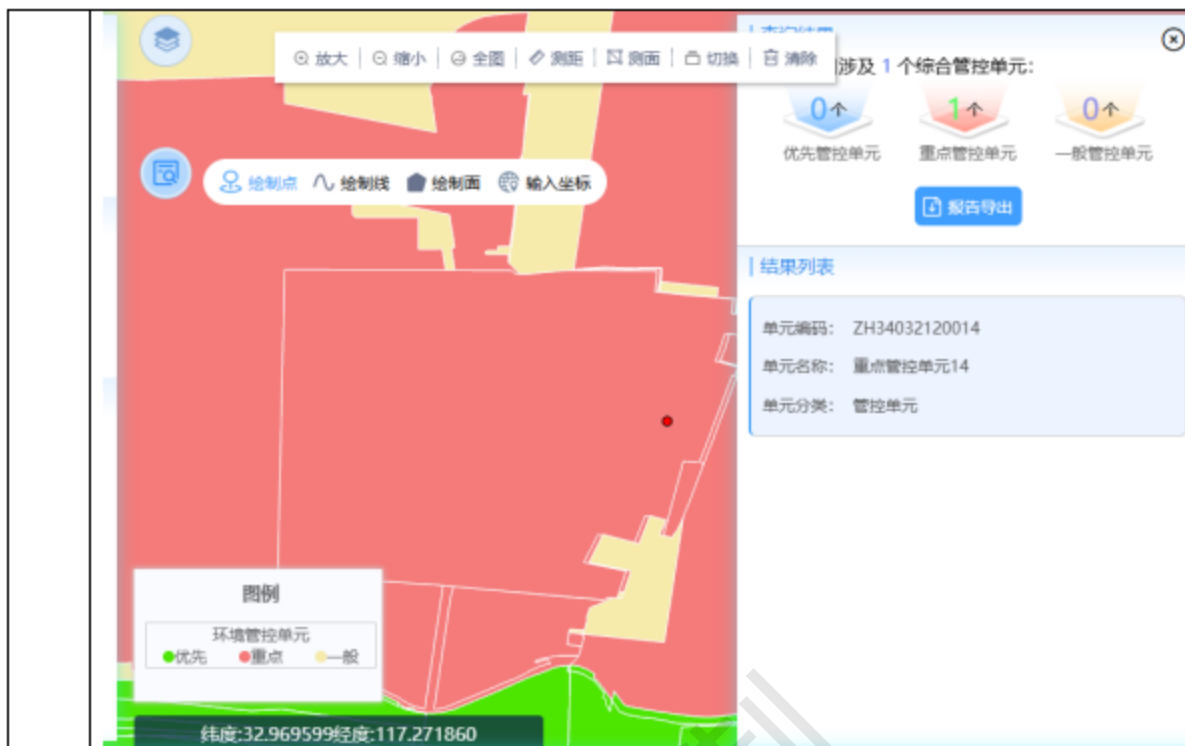 放大 缩小 全图 测距 测面 切换 清除
涉及 1 个综合管控单元:
0个 1个 0个
优先管控单元 重点管控单元 一般管控单元
绘制点 绘制线 绘制面 输入坐标
报告导出
结果列表
单元编码: ZH34032120014
单元名称: 重点管控单元14
单元分类: 管控单元
图例
环境管控单元
优先 重点 一般
纬度:32.969599经度:117.271860